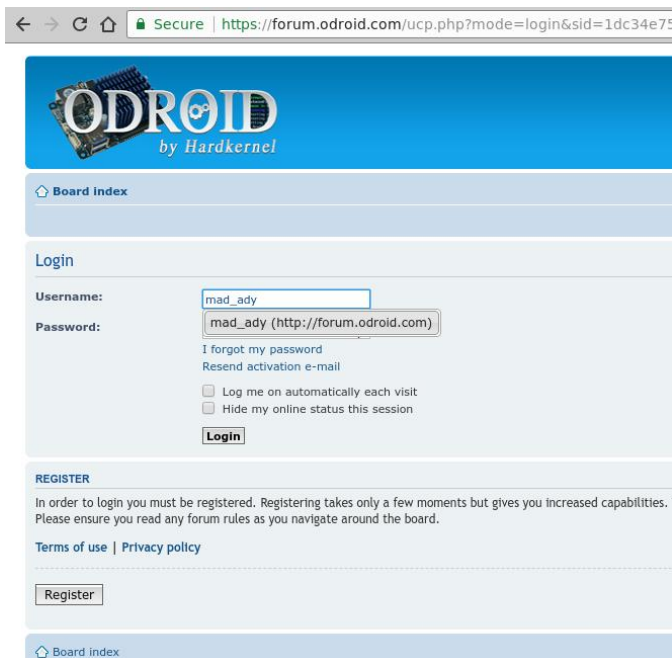 Secure | https://forum.odroid.com/ucp.php?mode=login&sid=1dc34e75
ODROID
by Hardkernel
Board index
Login
Username: mad_ady
mad_ady (http://forum.odroid.com)
Password:
I forgot my password
Resend activation e-mail
Log me on automatically each visit
Hide my online status this session
Login
REGISTER
In order to login you must be registered. Registering takes only a few moments but gives you increased capabilities.
Please ensure you read any forum rules as you navigate around the board.
Terms of use | Privacy policy
Register
Board index